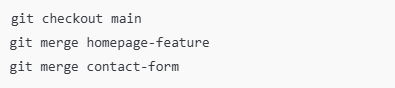 git checkout main
git merge homepage-feature
git merge contact-form